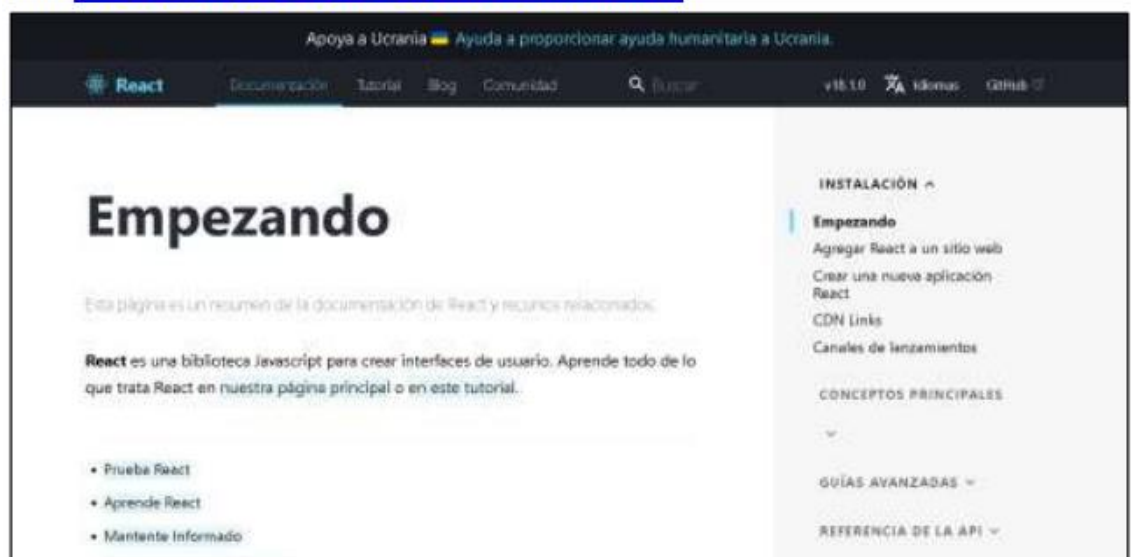 Apoya a Ucrania 🇺🇦 Ayuda a proporcionar ayuda humanitaria a Ucrania.
React Documentación Tutorial Blog Comunidad Buscar v18.1.0 Idiomas GitHub
Empezando
Esta página es un resumen de la documentación de React y recursos relacionados.
React es una biblioteca Javascript para crear interfaces de usuario. Aprende todo de lo
que trata React en nuestra página principal o en este tutorial.
• Prueba React
• Aprende React
• Mantente Informado
INSTALACIÓN
Empezando
Agregar React a un sitio web
Crear una nueva aplicación
React
CDN Links
Canales de lanzamientos
CONCEPTOS PRINCIPALES
GUÍAS AVANZADAS
REFERENCIA DE LA API